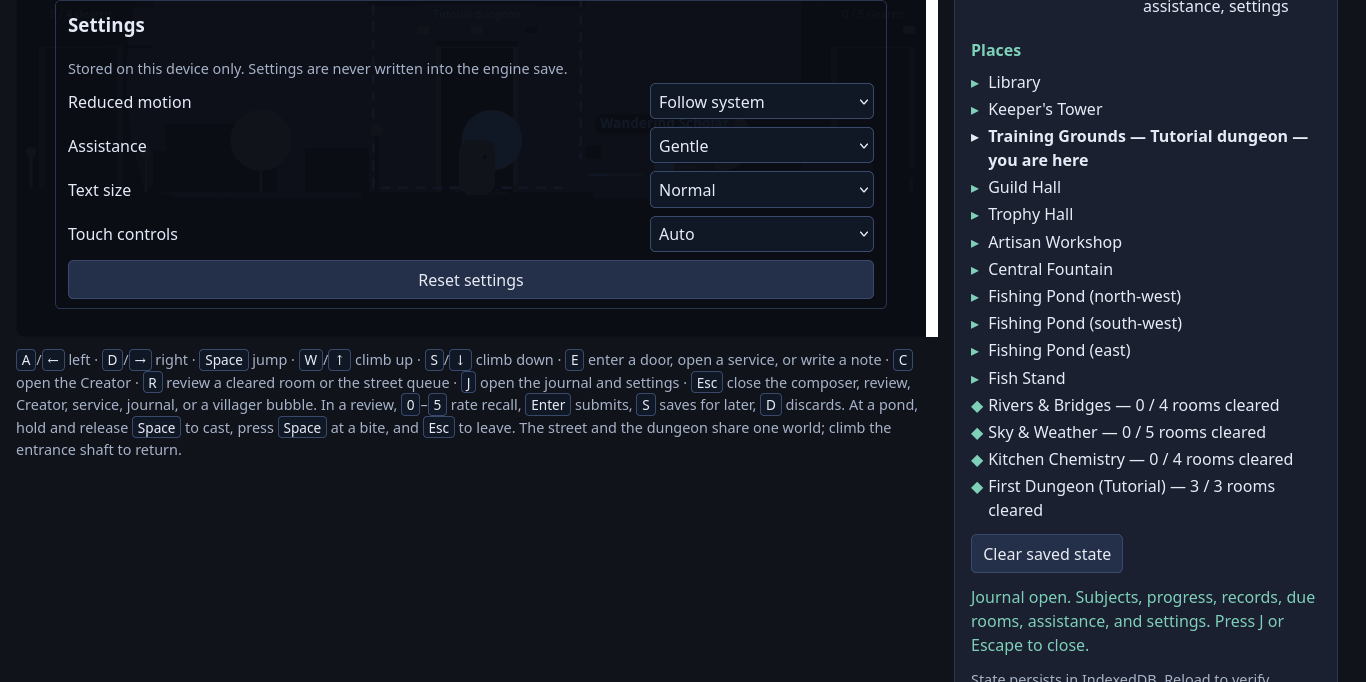 Settings
Stored on this device only. Settings are never written into the engine save.
Reduced motion
Follow system
Assistance
Gentle
Text size
Normal
Touch controls
Auto
Reset settings
Wandering Scholar
A/← left · D/→ right · Space jump · W/↑ climb up · S/↓ climb down · E enter a door, open a service, or write a note · C
open the Creator · R review a cleared room or the street queue · J open the journal and settings · Esc close the composer, review,
Creator, service, journal, or a villager bubble. In a review, 0–5 rate recall, Enter submits, S saves for later, D discards. At a pond,
hold and release Space to cast, press Space at a bite, and Esc to leave. The street and the dungeon share one world; climb the
entrance shaft to return.
assistance, settings
Places
▸ Library
▸ Keeper's Tower
▸ Training Grounds — Tutorial dungeon —
you are here
▸ Guild Hall
▸ Trophy Hall
▸ Artisan Workshop
▸ Central Fountain
▸ Fishing Pond (north-west)
▸ Fishing Pond (south-west)
▸ Fishing Pond (east)
▸ Fish Stand
◆ Rivers & Bridges — 0 / 4 rooms cleared
◆ Sky & Weather — 0 / 5 rooms cleared
◆ Kitchen Chemistry — 0 / 4 rooms cleared
◆ First Dungeon (Tutorial) — 3 / 3 rooms
cleared
Clear saved state
Journal open. Subjects, progress, records, due
rooms, assistance, and settings. Press J or
Escape to close.
State persists in IndexedDB. Reload to verify